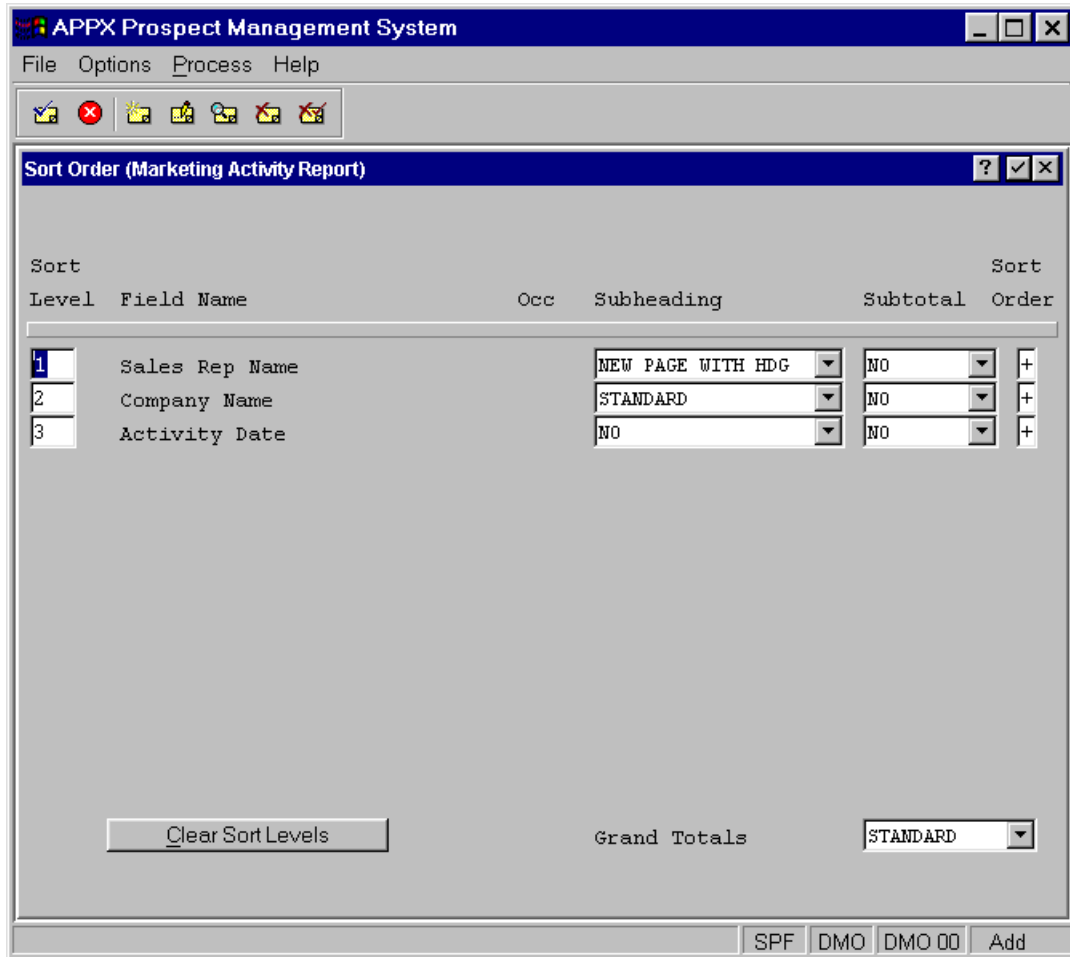 APPX Prospect Management System
File Options Process Help
Sort Order (Marketing Activity Report)
Sort Sort
Level Field Name Occ Subheading Subtotal Order
1 Sales Rep Name NEW PAGE WITH HDG NO +
2 Company Name STANDARD NO +
3 Activity Date NO NO +
Clear Sort Levels Grand Totals STANDARD
SPF DMO DMO 00 Add